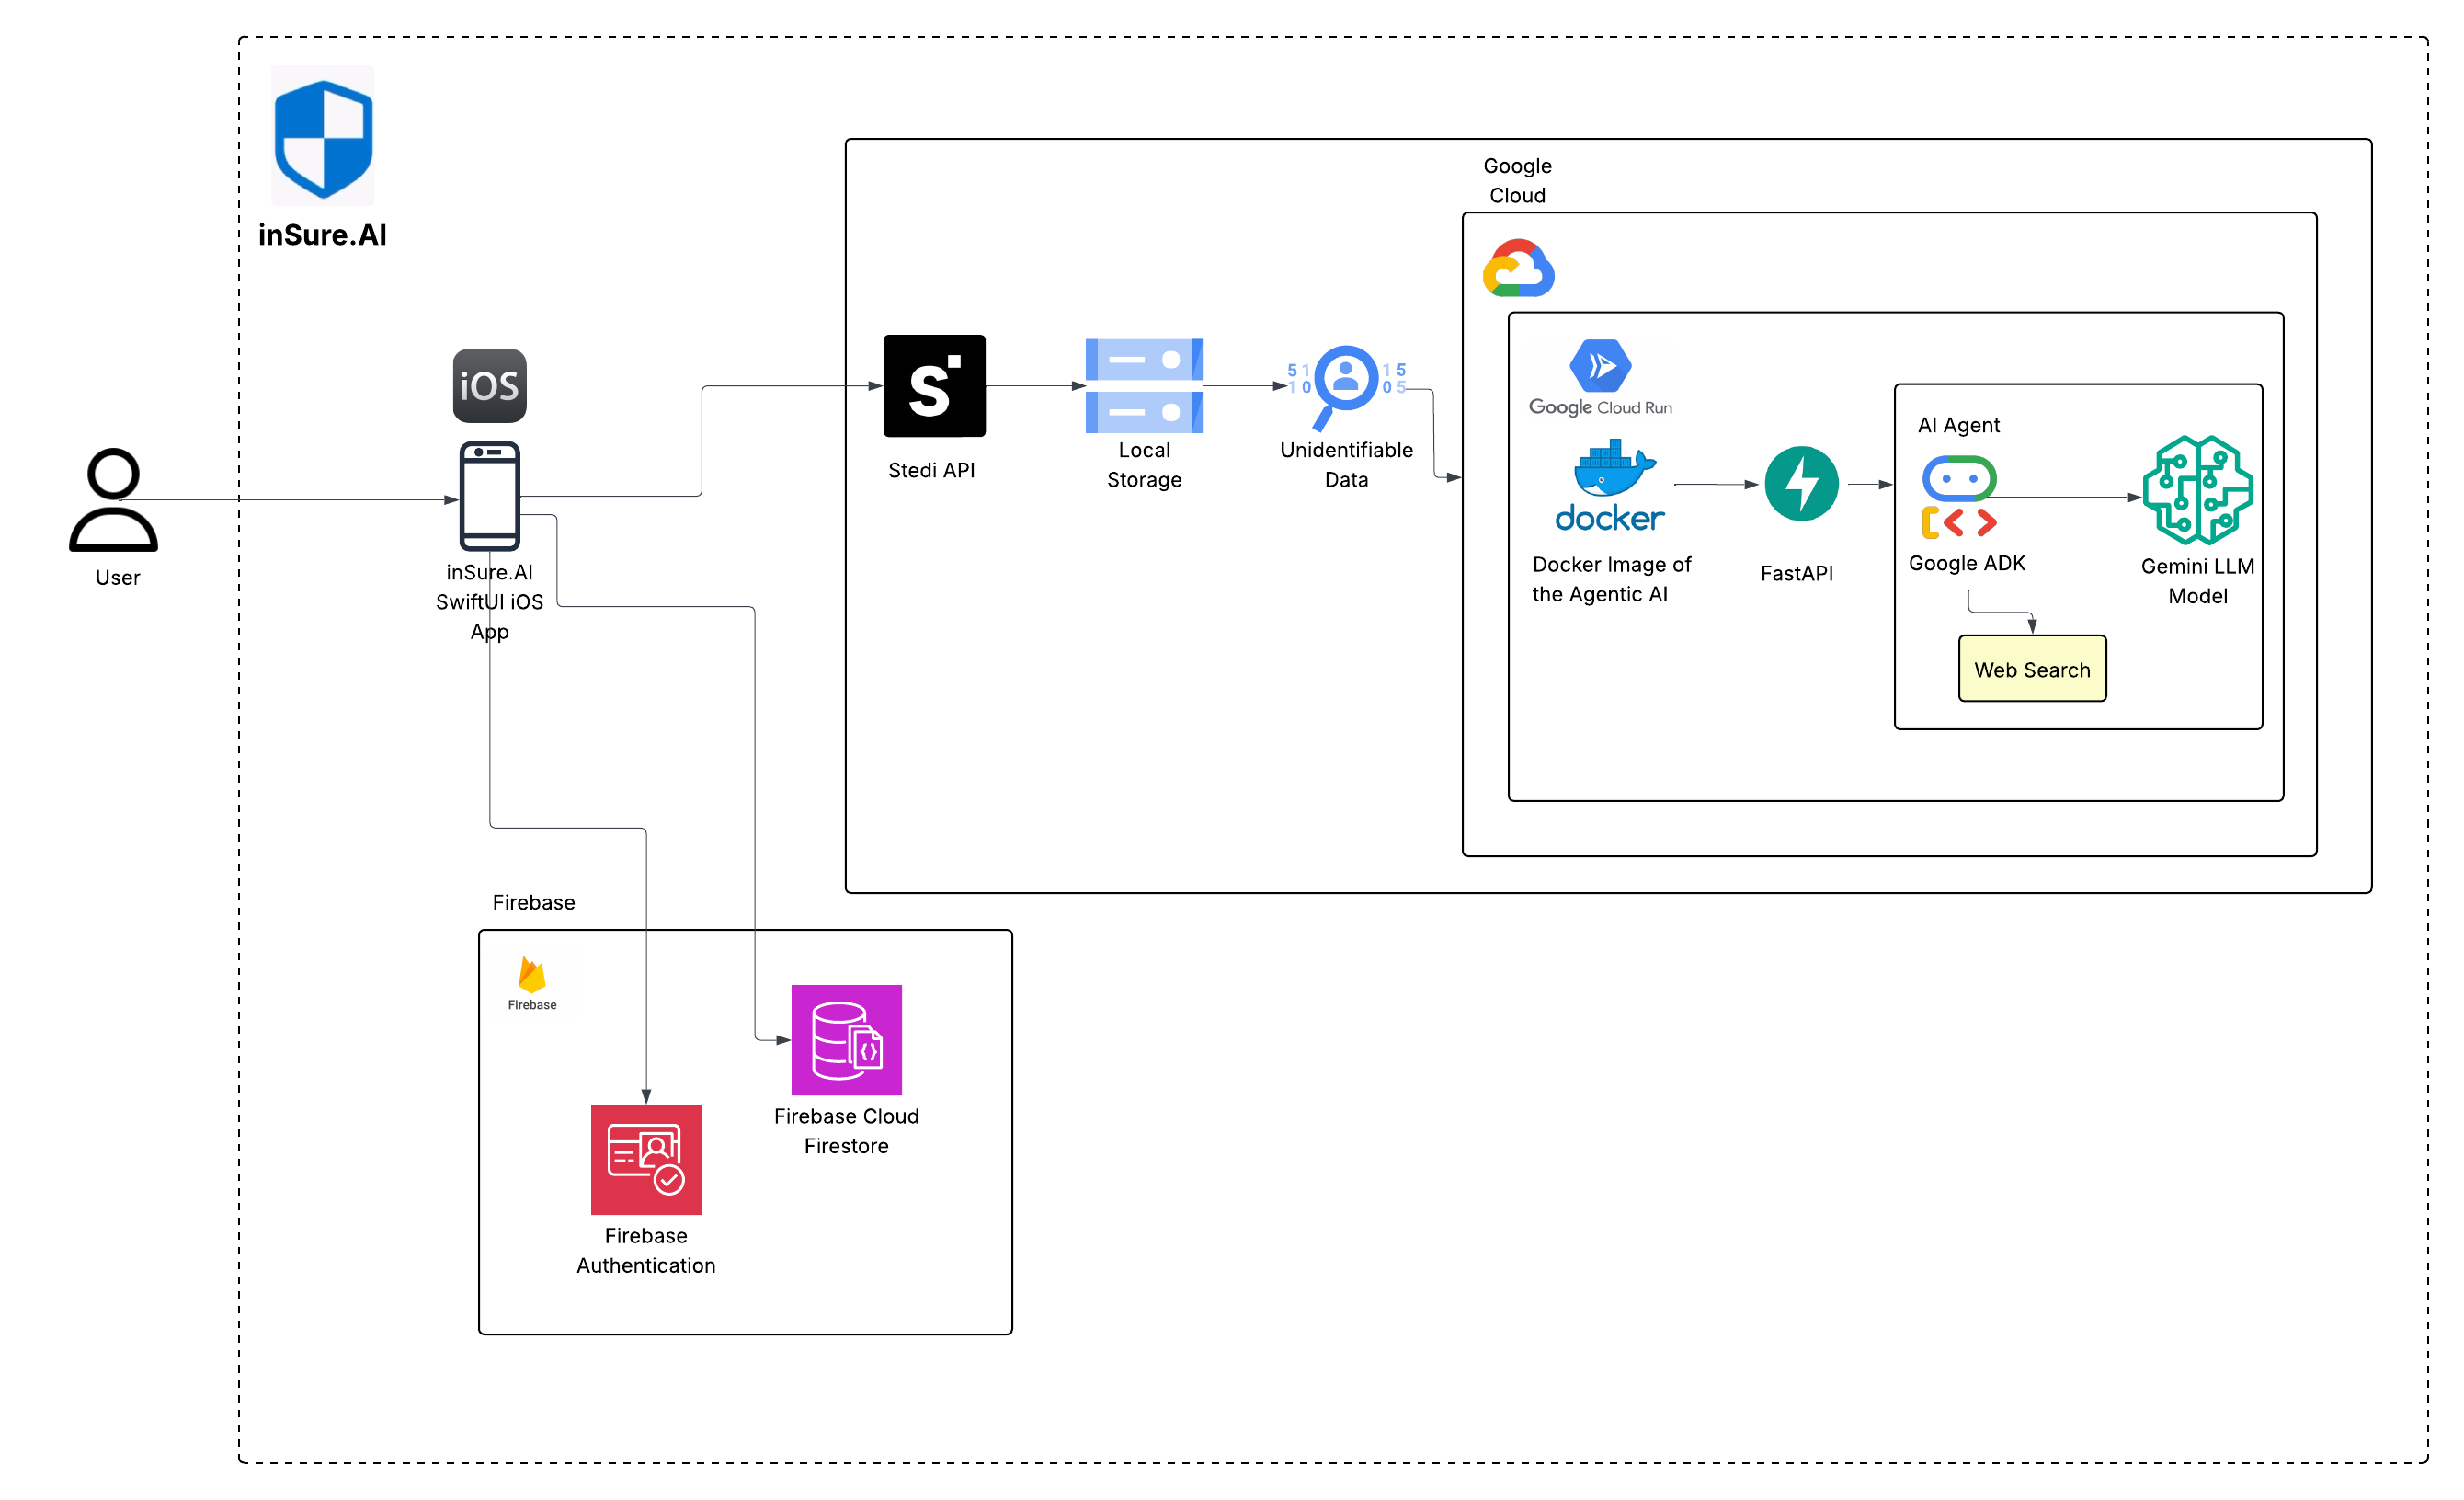 inSure.AI
Google
Cloud
iOS
User
inSure.AI
SwiftUI iOS
App
S
Stedi API
Local
Storage
5 1
1 0
1 5
0 5
Unidentifiable
Data
Google Cloud Run
docker
Docker Image of
the Agentic AI
FastAPI
AI Agent
Google ADK
Gemini LLM
Model
Web Search
Firebase
Firebase
{}
Firebase Cloud
Firestore
Firebase
Authentication